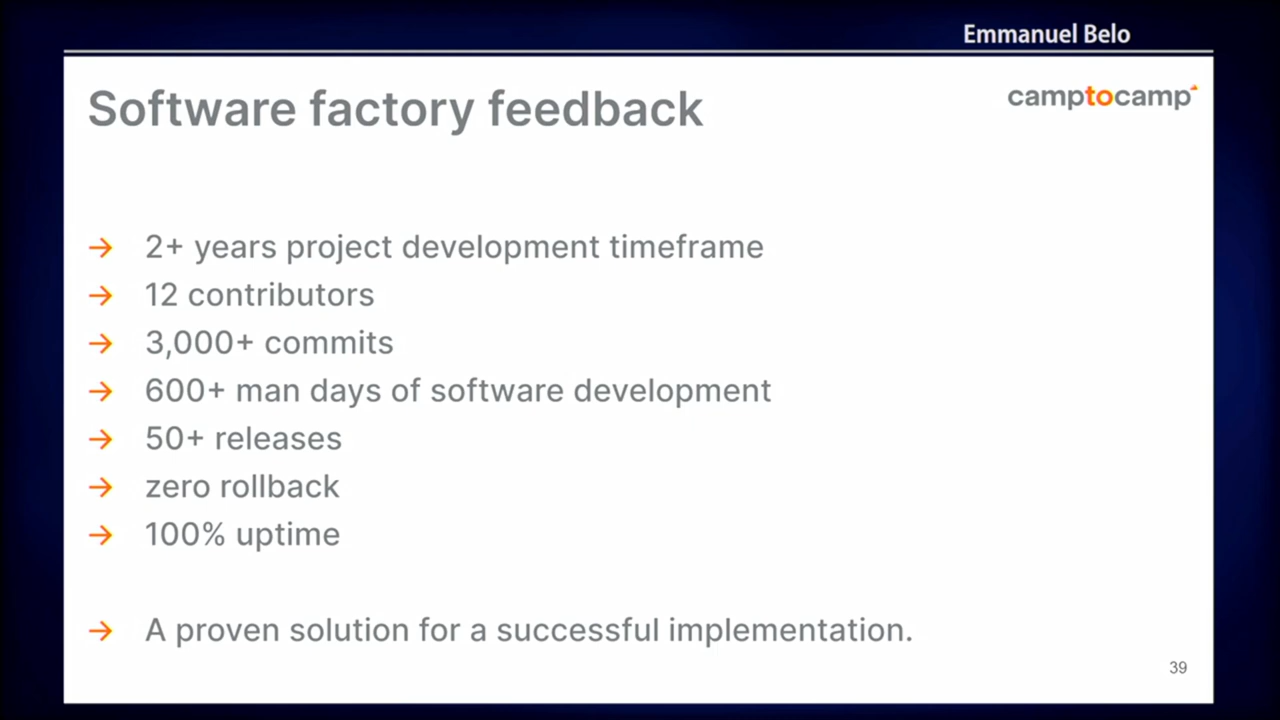 Emmanuel Belo
Software factory feedback
camptocamp
→ 2+ years project development timeframe
→ 12 contributors
→ 3,000+ commits
→ 600+ man days of software development
→ 50+ releases
→ zero rollback
→ 100% uptime
→ A proven solution for a successful implementation.
39